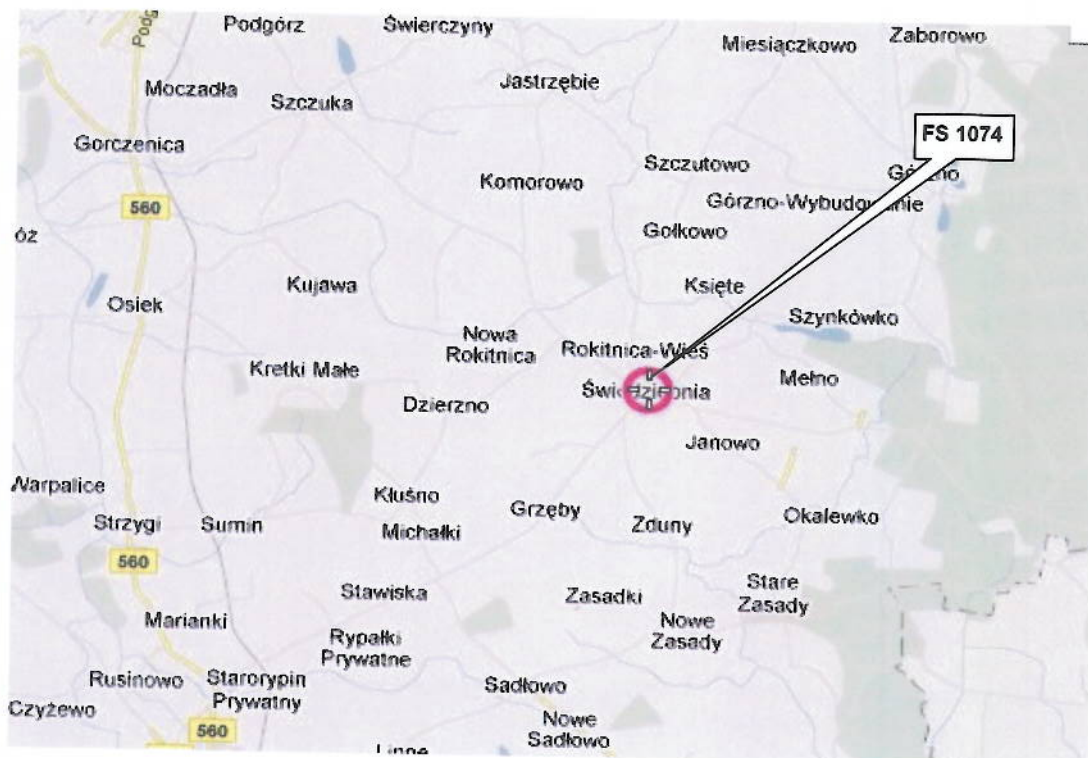 Podgórz
Świerczyny
Miesiączkowo
Zaborowo
Moczadła
Szczuka
Jastrzębie
FS 1074
Gorczenica
Szczutowo
Komorowo
560
Górzno-Wybudowanie
Gołkowo
Kujawa
Księte
Osiek
Szynkówko
Nowa
Rokitnica
Rokitnica-Wieś
Kretki Małe
Mełno
Dzierzno
Janowo
Warpalice
Kłuśno
Grzęby
Strzygi
Sumin
Michałki
Zduny
Okalewko
560
Stawiska
Zasadki
Stare
Zasady
Marianki
Nowe
Zasady
Rypałki
Prywatne
Rusinowo
Starorypin
Prywatny
Sadłowo
Czyżewo
560
Nowe
Sadłowo